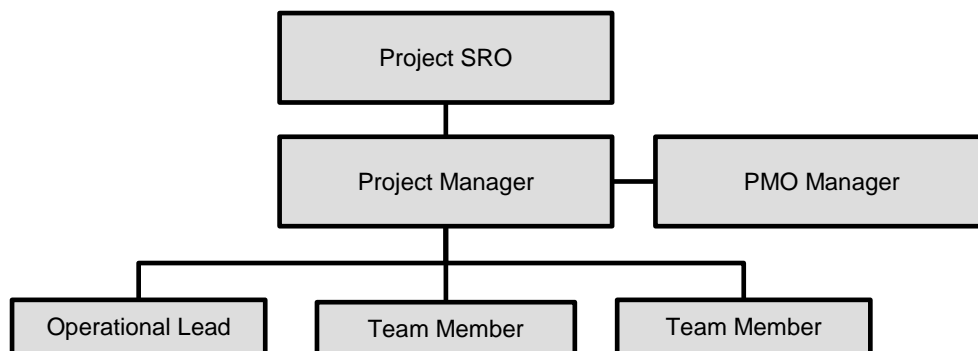 Project SRO
Project Manager
PMO Manager
Operational Lead
Team Member
Team Member